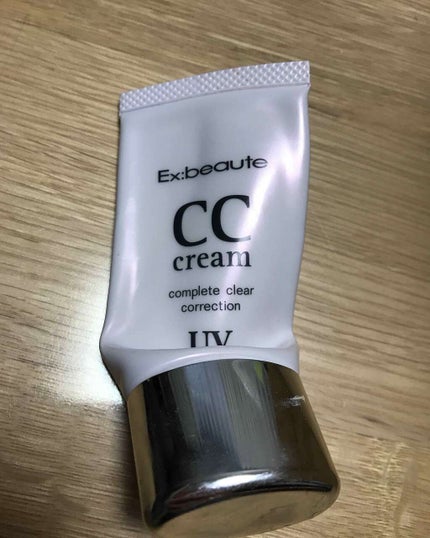 Ex:beaute
CC
cream
complete clear
correction
UV